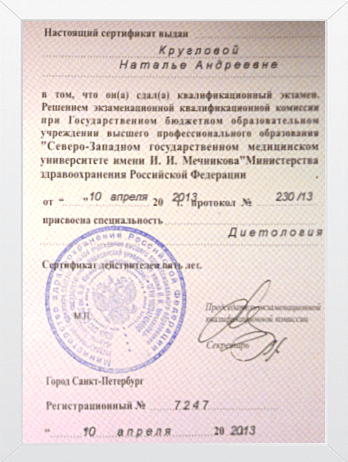 Настоящий сертификат выдан
Кругловой
Наталье Андреевне
в том, что он(а) сдал(а) квалификационный экзамен.
Решением экзаменационной квалификационной комиссии
при Государственном бюджетном образовательном
учреждении высшего профессионального образования
"Северо-Западном государственном медицинском
университете имени И. И. Мечникова"Министерства
здравоохранения Российской Федерации .
от “ ”10 апреля 20 2013 г. протокол № 230/13
присвоена специальность
Диетология
Сертификат действителен пять лет.
М.П.
Председатель экзаменационной
квалификационной комиссии
Секретарь
Город Санкт-Петербург
Регистрационный № 7247
“ 10 апреля 20 2013